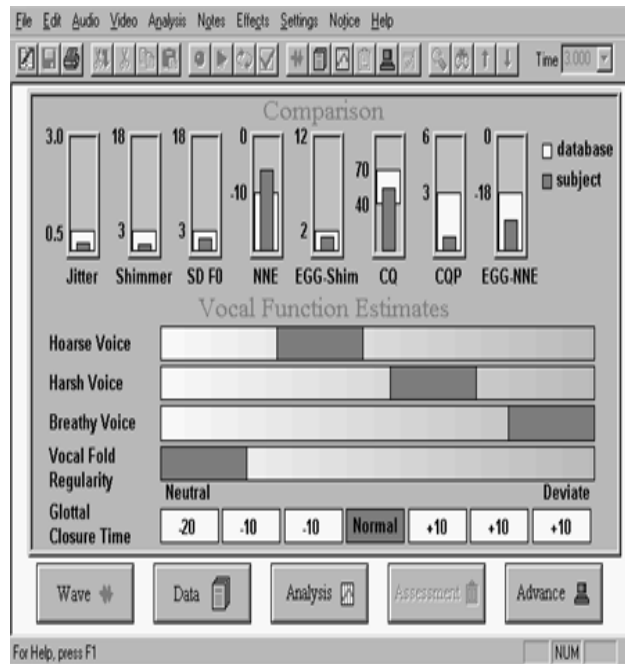 File Edit Audio Video Analysis Notes Effects Settings Notice Help
Time 3.000
Comparison
3.0 18 18 0 12 70 6 0
-10 40 3 -18
0.5 3 3 2
database
subject
Jitter Shimmer SD F0 NNE EGG-Shim CQ CQP EGG-NNE
Vocal Function Estimates
Hoarse Voice
Harsh Voice
Breathy Voice
Vocal Fold
Regularity
Neutral Deviate
Glottal
Closure Time
-20 -10 -10 Normal +10 +10 +10
Wave Data Analysis Assessment Advance
For Help, press F1 NUM